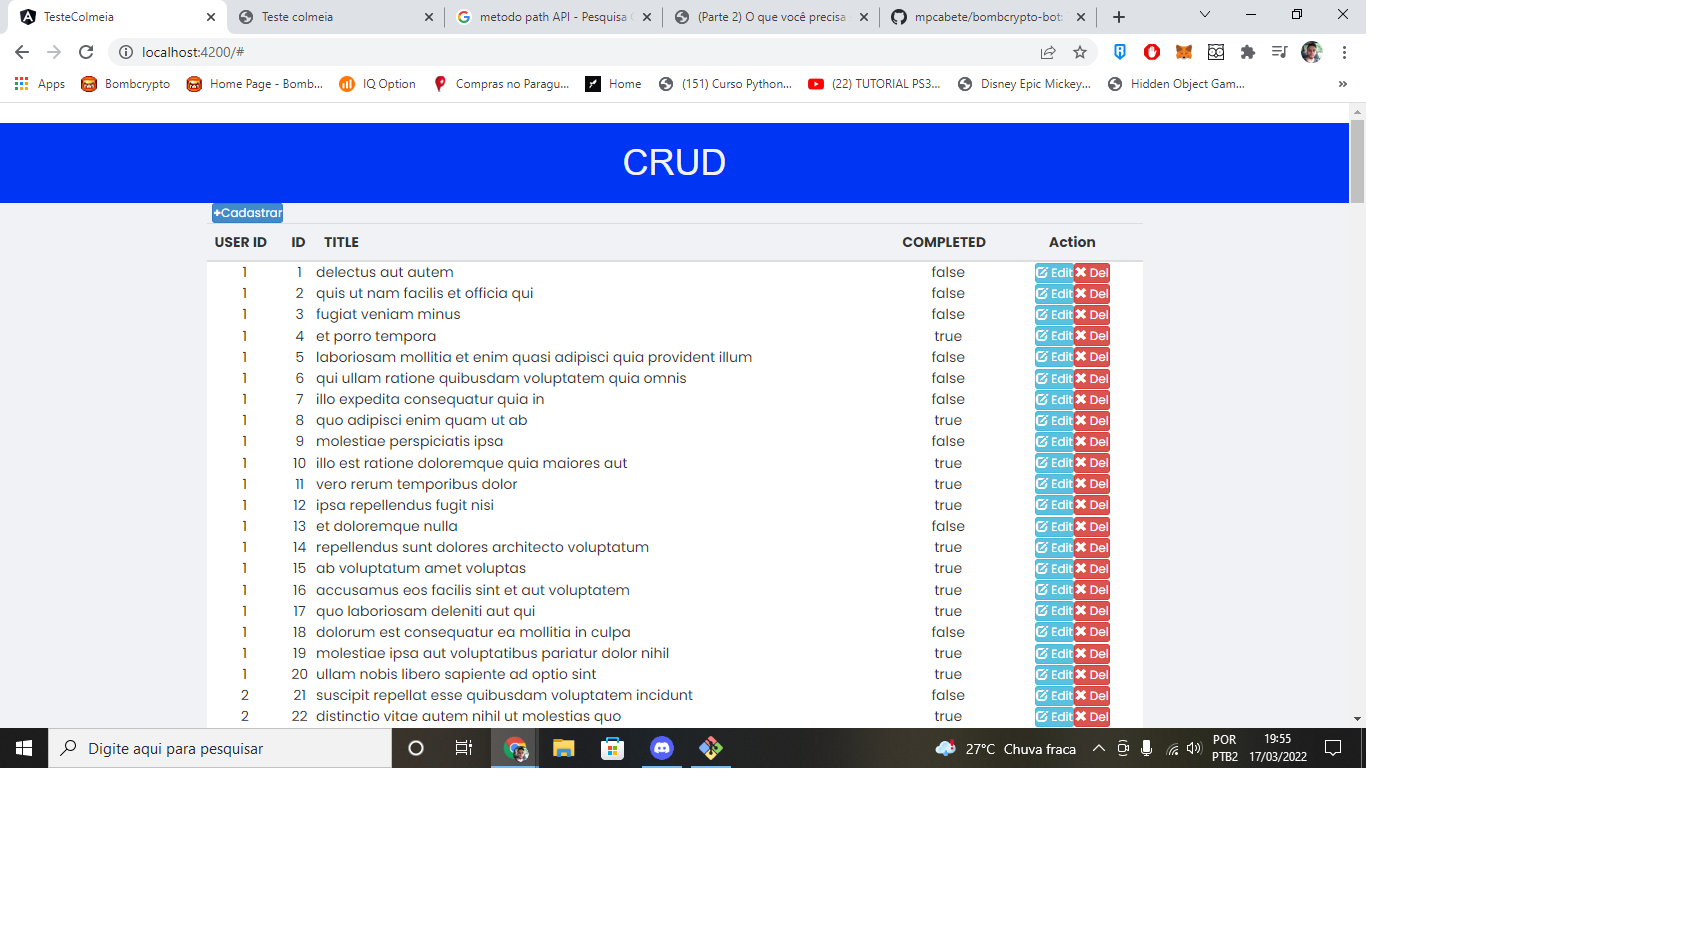 TesteColmeia
Teste colmeia
metodo path API - Pesquisa
(Parte 2) O que você precisa
mpcabete/bombcrypto-bot:
localhost:4200/#
Apps
Bombcrypto
Home Page - Bomb...
IQ Option
Compras no Paragu...
Home
(151) Curso Python...
(22) TUTORIAL PS3...
Disney Epic Mickey...
Hidden Object Gam...
»
CRUD
+Cadastrar
USER ID ID TITLE COMPLETED Action
1 1 delectus aut autem false Edit Del
1 2 quis ut nam facilis et officia qui false Edit Del
1 3 fugiat veniam minus false Edit Del
1 4 et porro tempora true Edit Del
1 5 laboriosam mollitia et enim quasi adipisci quia provident illum false Edit Del
1 6 qui ullam ratione quibusdam voluptatem quia omnis false Edit Del
1 7 illo expedita consequatur quia in false Edit Del
1 8 quo adipisci enim quam ut ab true Edit Del
1 9 molestiae perspiciatis ipsa false Edit Del
1 10 illo est ratione doloremque quia maiores aut true Edit Del
1 11 vero rerum temporibus dolor true Edit Del
1 12 ipsa repellendus fugit nisi true Edit Del
1 13 et doloremque nulla false Edit Del
1 14 repellendus sunt dolores architecto voluptatum true Edit Del
1 15 ab voluptatum amet voluptas true Edit Del
1 16 accusamus eos facilis sint et aut voluptatem true Edit Del
1 17 quo laboriosam deleniti aut qui true Edit Del
1 18 dolorum est consequatur ea mollitia in culpa false Edit Del
1 19 molestiae ipsa aut voluptatibus pariatur dolor nihil true Edit Del
1 20 ullam nobis libero sapiente ad optio sint true Edit Del
2 21 suscipit repellat esse quibusdam voluptatem incidunt false Edit Del
2 22 distinctio vitae autem nihil ut molestias quo true Edit Del
Digite aqui para pesquisar
27°C Chuva fraca
POR
PTB2
19:55
17/03/2022